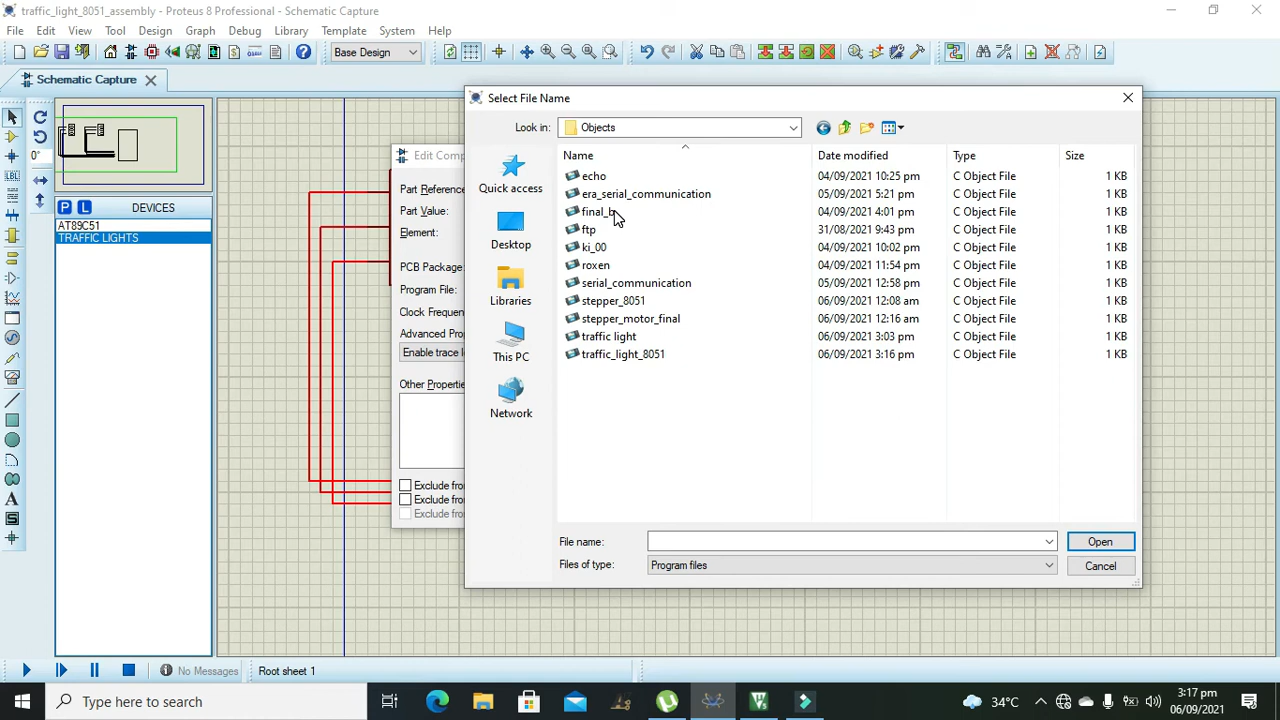 traffic_light_8051_assembly - Proteus 8 Professional - Schematic Capture
File Edit View Tool Design Graph Debug Library Template System Help
Base Design
Schematic Capture
0°
P L DEVICES
AT89C51
TRAFFIC LIGHTS
LBL
Edit Comp
Part Reference
Part Value:
Element:
PCB Package:
Program File:
Clock Frequen
Advanced Pro
Enable trace l
Other Properties
Exclude from
Exclude from
Exclude from
Select File Name
Look in: Objects
Quick access
Desktop
Libraries
This PC
Network
Name Date modified Type Size
echo 04/09/2021 10:25 pm C Object File 1 KB
era_serial_communication 05/09/2021 5:21 pm C Object File 1 KB
final_b 04/09/2021 4:01 pm C Object File 1 KB
ftp 31/08/2021 9:43 pm C Object File 1 KB
ki_00 04/09/2021 10:02 pm C Object File 1 KB
roxen 04/09/2021 11:54 pm C Object File 1 KB
serial_communication 05/09/2021 12:58 pm C Object File 1 KB
stepper_8051 06/09/2021 12:08 am C Object File 1 KB
stepper_motor_final 06/09/2021 12:16 am C Object File 1 KB
traffic light 06/09/2021 3:03 pm C Object File 1 KB
traffic_light_8051 06/09/2021 3:16 pm C Object File 1 KB
File name: Open
Files of type: Program files Cancel
No Messages Root sheet 1
Type here to search
34°C
3:17 pm
06/09/2021